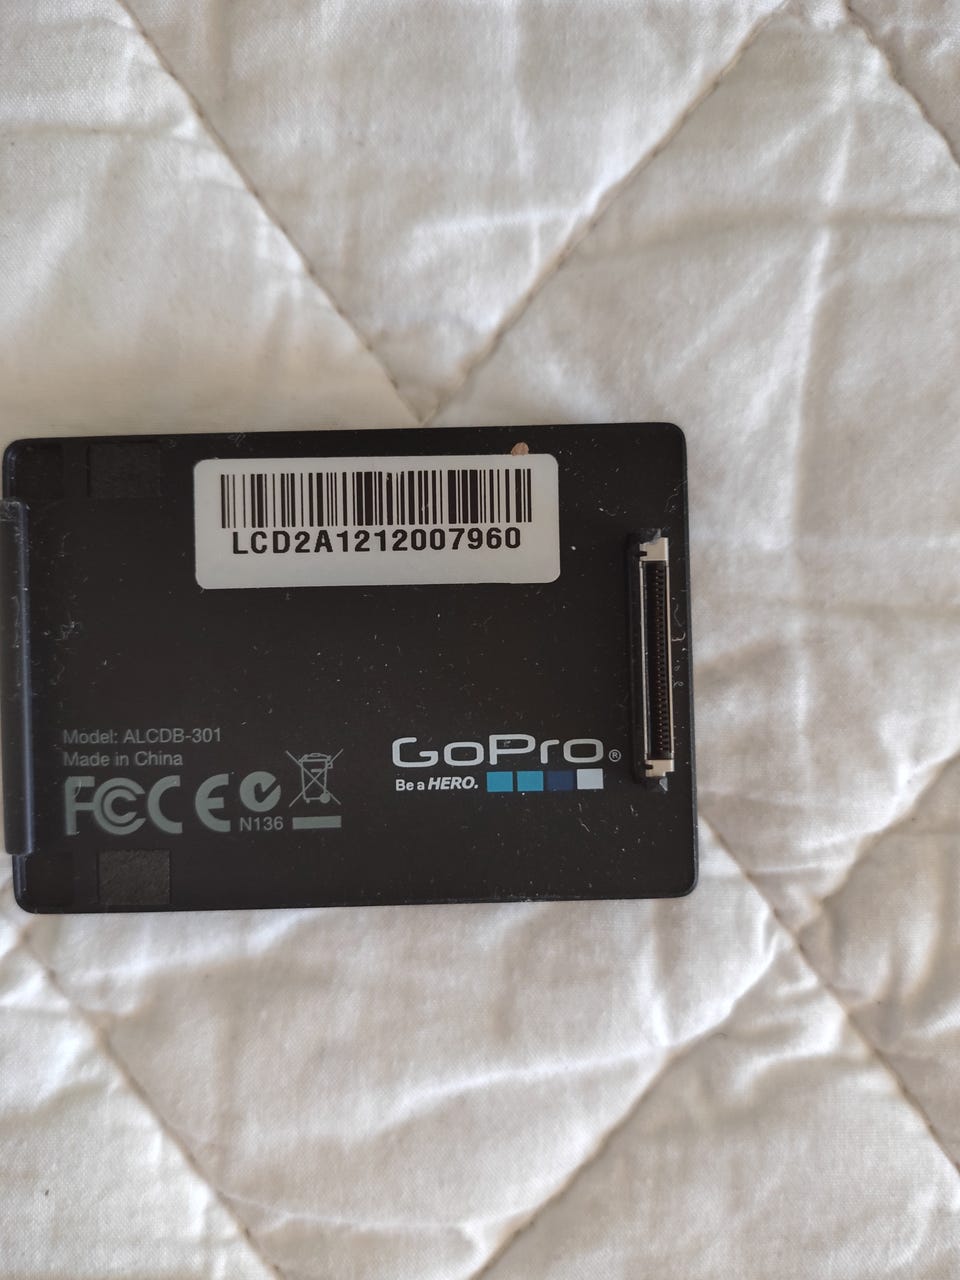 LCD2A1212007960
Model: ALCDB-301
Made in China
FCC CE N136
GoPro®
Be a HERO.